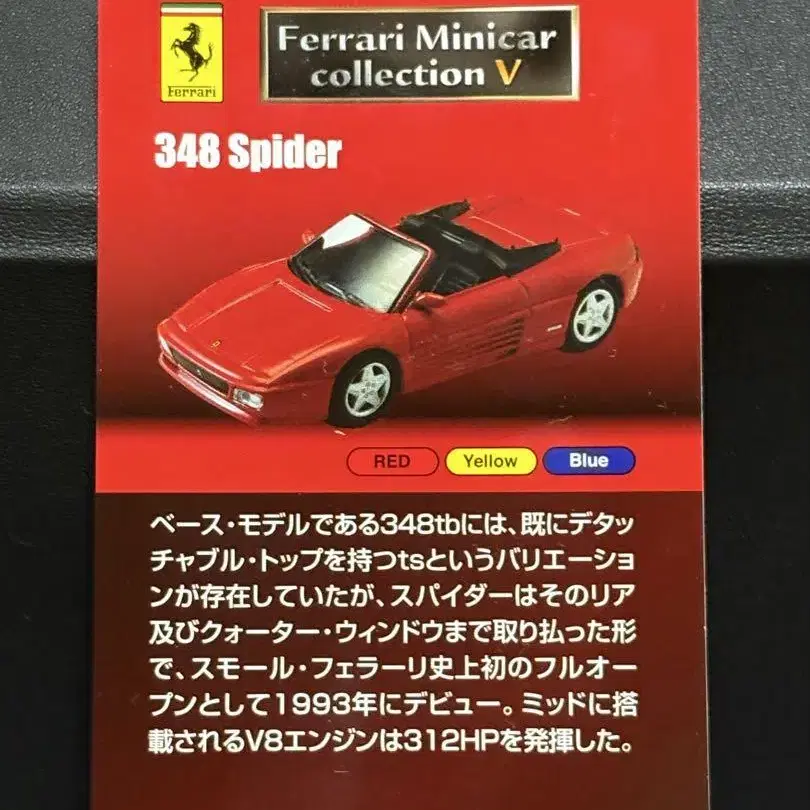 Ferrari
Ferrari Minicar
collection V
348 Spider
RED Yellow Blue
ベース・モデルである348tbには、既にデタッ
チャブル・トップを持つtsというバリエーショ
ンが存在していたが、スパイダーはそのリア
及びクォーター・ウィンドウまで取り払った形
で、スモール・フェラーリ史上初のフルオー
プンとして1993年にデビュー。ミッドに搭
載されるV8エンジンは312HPを発揮した。